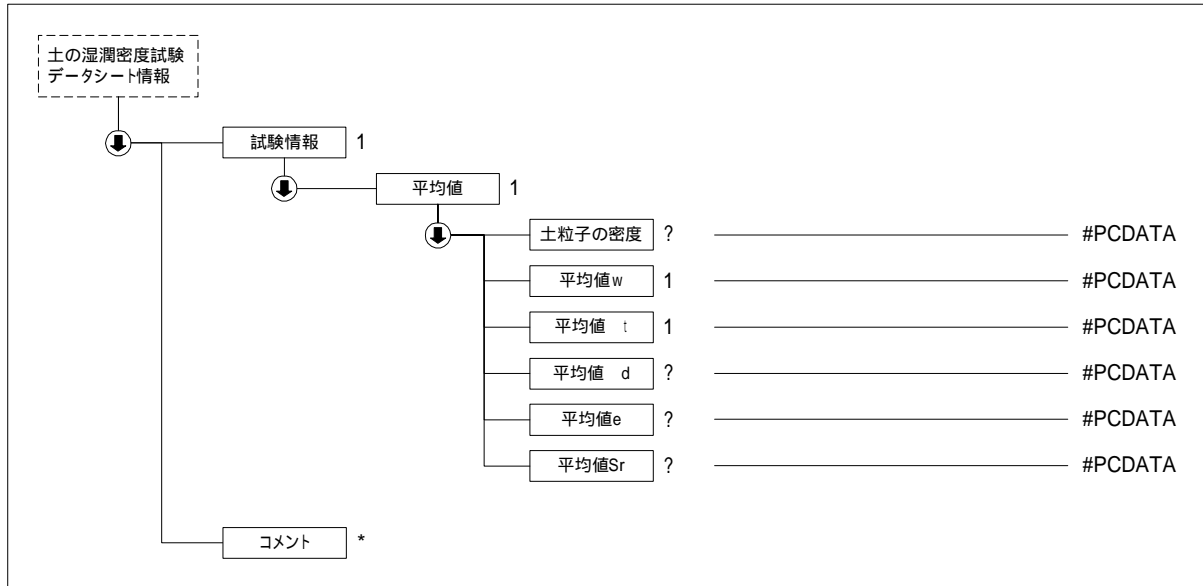 土の湿潤密度試験
データシート情報
試験情報 1
平均値 1
土粒子の密度 ? #PCDATA
平均値w 1 #PCDATA
平均値 t 1 #PCDATA
平均値 d ? #PCDATA
平均値e ? #PCDATA
平均値Sr ? #PCDATA
コメント *